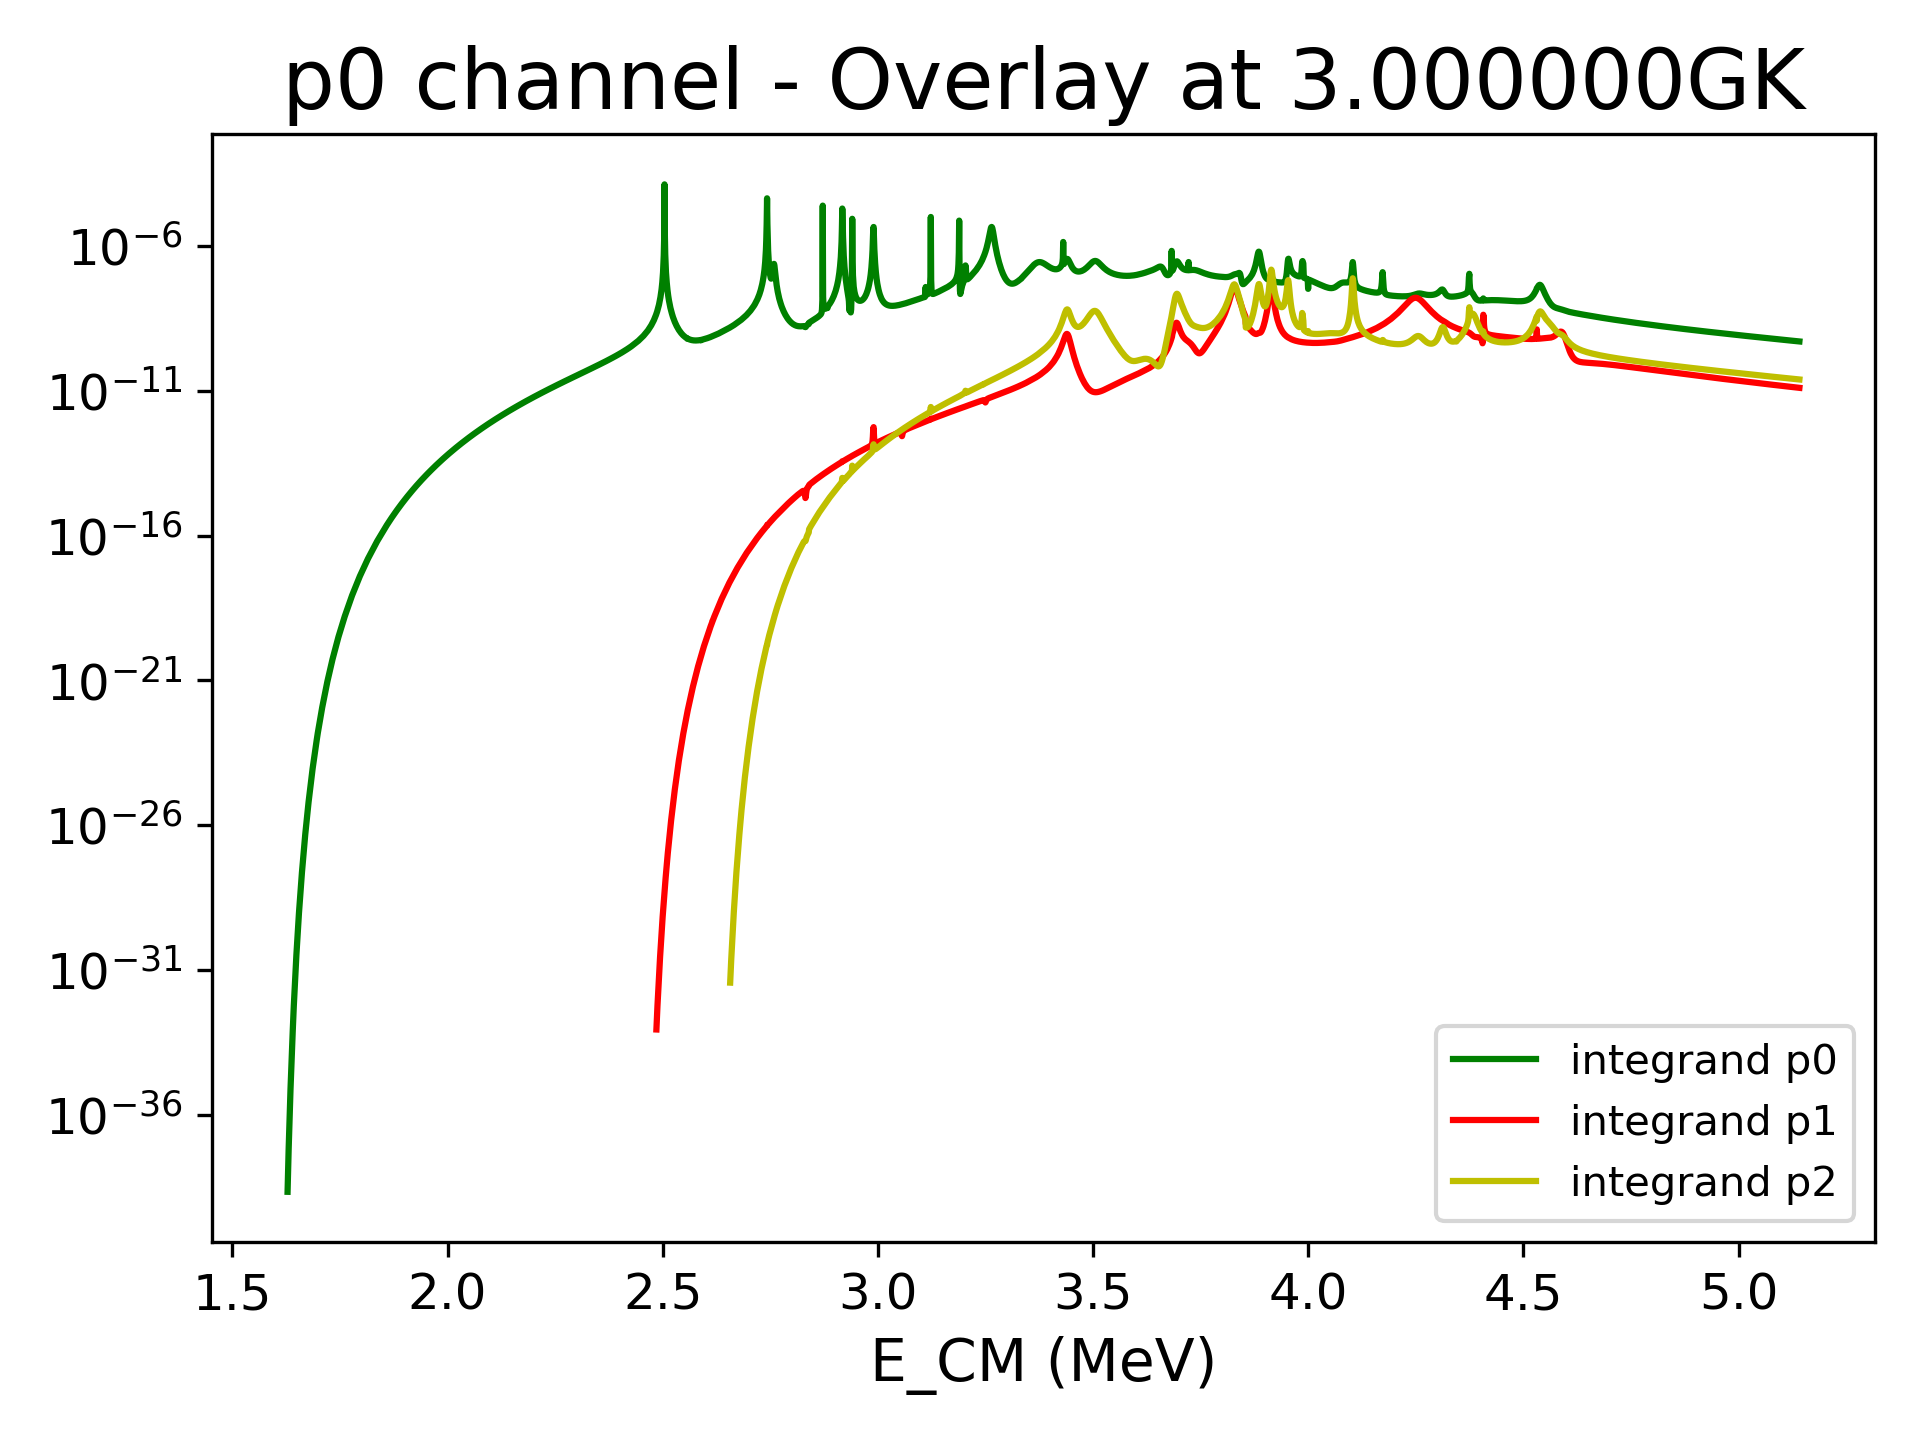 p0 channel - Overlay at 3.000000GK
10⁻⁶
10⁻¹¹
10⁻¹⁶
10⁻²¹
10⁻²⁶
10⁻³¹
10⁻³⁶
integrand p0
integrand p1
integrand p2
1.5 2.0 2.5 3.0 3.5 4.0 4.5 5.0
E_CM (MeV)